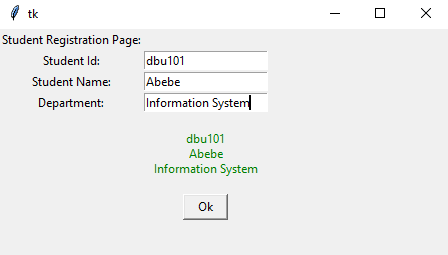 tk
Student Registration Page:
Student Id: dbu101
Student Name: Abebe
Department: Information System
dbu101
Abebe
Information System
Ok